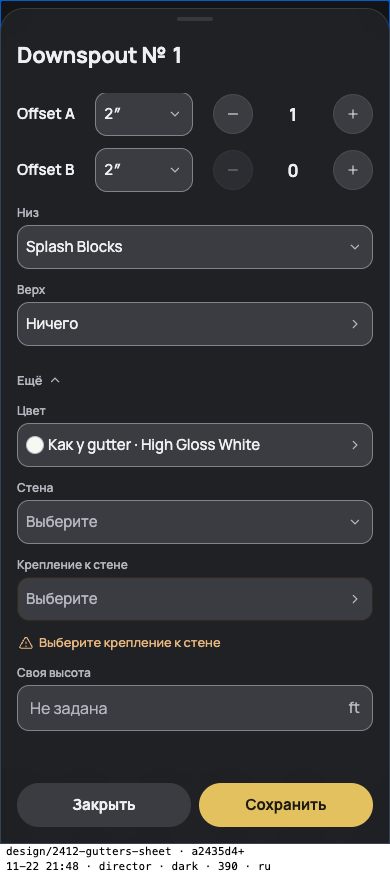 Downspout № 1
Offset A 2″ − 1 +
Offset B 2″ − 0 +
Низ
Splash Blocks
Верх
Ничего
Ещё
Цвет
Как у gutter · High Gloss White
Стена
Выберите
Крепление к стене
Выберите
Выберите крепление к стене
Своя высота
Не задана ft
Закрыть Сохранить
design/2412-gutters-sheet · a2435d4+
11-22 21:48 · director · dark · 390 · ru